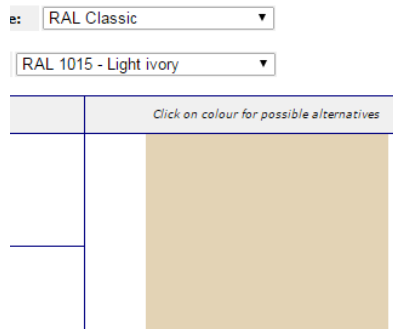 e: RAL Classic
RAL 1015 - Light ivory
Click on colour for possible alternatives